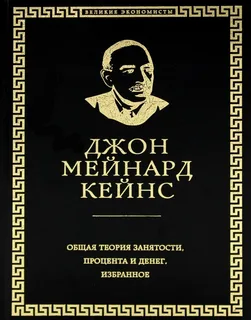 ВЕЛИКИЕ ЭКОНОМИСТЫ
ДЖОН
МЕЙНАРД
КЕЙНС
ОБЩАЯ ТЕОРИЯ ЗАНЯТОСТИ,
ПРОЦЕНТА И ДЕНЕГ.
ИЗБРАННОЕ